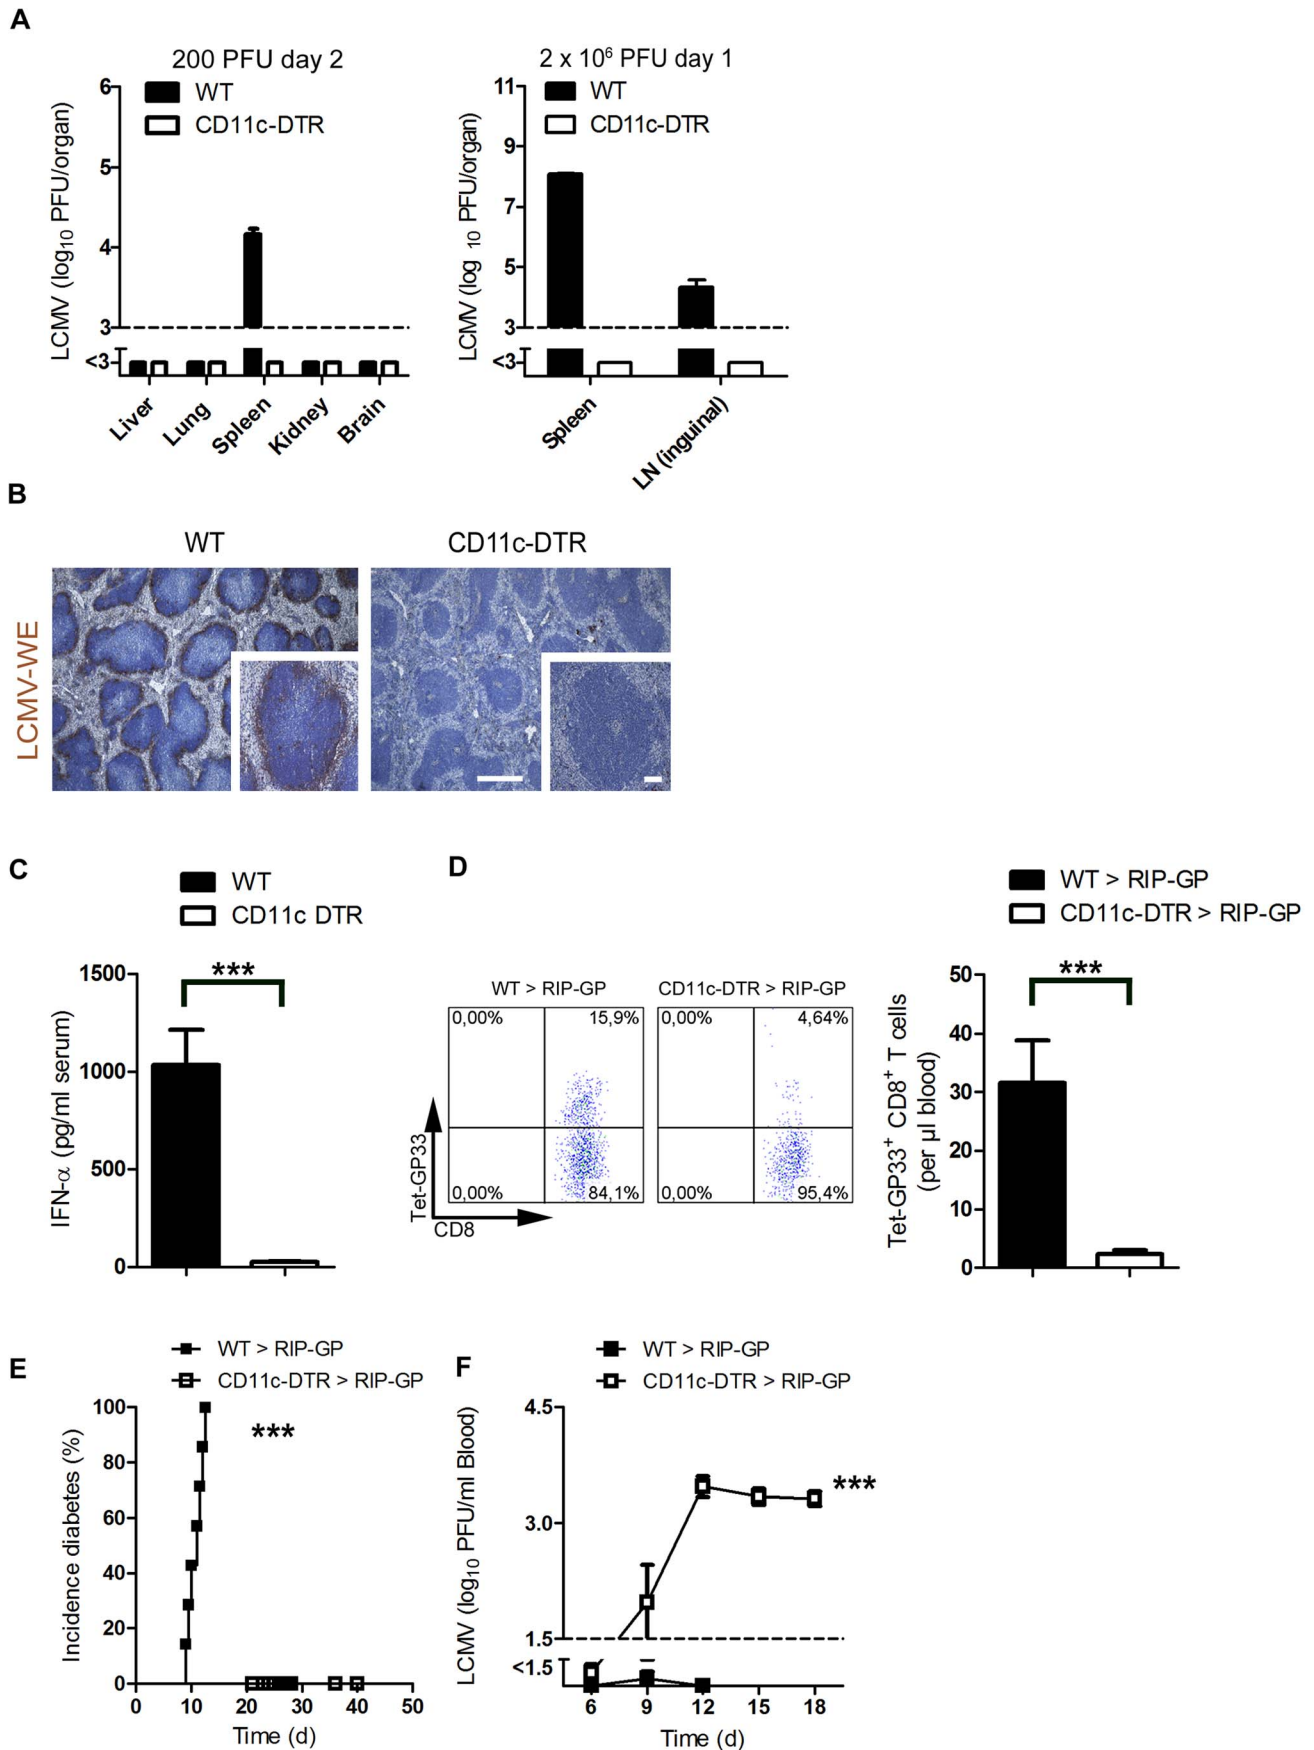 A
200 PFU day 2
WT
CD11c-DTR
LCMV (log10 PFU/organ)
6
5
4
3
<3
Liver
Lung
Spleen
Kidney
Brain
2 x 10⁶ PFU day 1
WT
CD11c-DTR
LCMV (log 10 PFU/organ)
11
9
7
5
3
<3
Spleen
LN (inguinal)
B
WT
CD11c-DTR
LCMV-WE
C
WT
CD11c DTR
***
IFN-α (pg/ml serum)
1500
1000
500
0
D
WT > RIP-GP
0,00%
15,9%
0,00%
84,1%
CD11c-DTR > RIP-GP
0,00%
4,64%
0,00%
95,4%
Tet-GP33
CD8
WT > RIP-GP
CD11c-DTR > RIP-GP
***
Tet-GP33⁺ CD8⁺ T cells
(per µl blood)
50
40
30
20
10
0
E
WT > RIP-GP
CD11c-DTR > RIP-GP
***
Incidence diabetes (%)
100
80
60
40
20
0
0
10
20
30
40
50
Time (d)
F
WT > RIP-GP
CD11c-DTR > RIP-GP
***
LCMV (log10 PFU/ml Blood)
4.5
3.0
1.5
<1.5
6
9
12
15
18
Time (d)